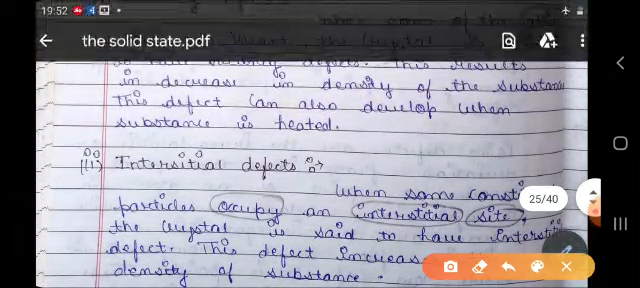 19:52
the solid state.pdf
in decrease in density of the substance
This defect can also develop when
substance is heated.
(ii) Intersitial defects :→
When some consti
particles occupy an interstitial site,
25/40
the crystal is said to have interstiti
defect. This defect increas
density of substance.